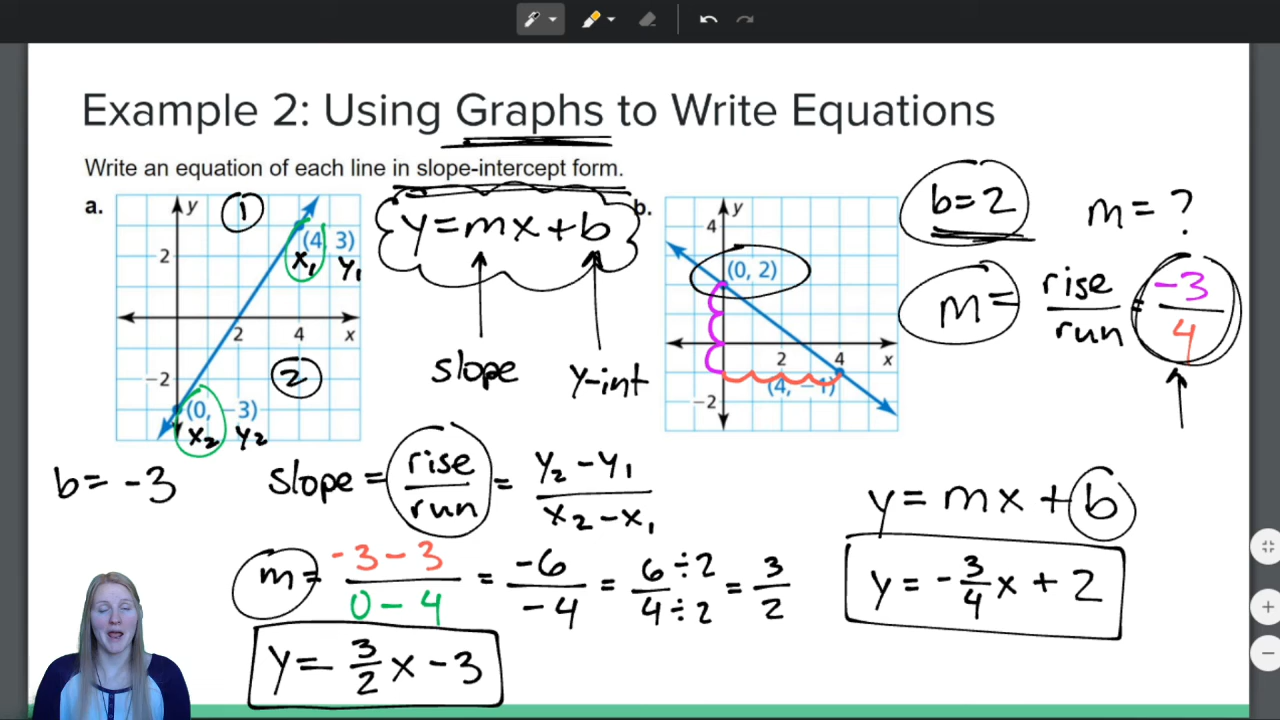 Example 2: Using Graphs to Write Equations
Write an equation of each line in slope-intercept form.
a.
y
1
(4, 3)
x₁ y₁
2
2
4
x
−2
2
(0, −3)
x₂ y₂
b = -3
y = mx + b
slope
y-int
b.
y
4
(0, 2)
2
4
x
(4, −1)
−2
b = 2
m = ?
m = rise/run = -3/4
slope = rise/run = y₂ - y₁ / x₂ - x₁
m = -3 - 3 / 0 - 4 = -6/-4 = 6 ÷ 2 / 4 ÷ 2 = 3/2
y = 3/2 x - 3
y = mx + b
y = -3/4 x + 2